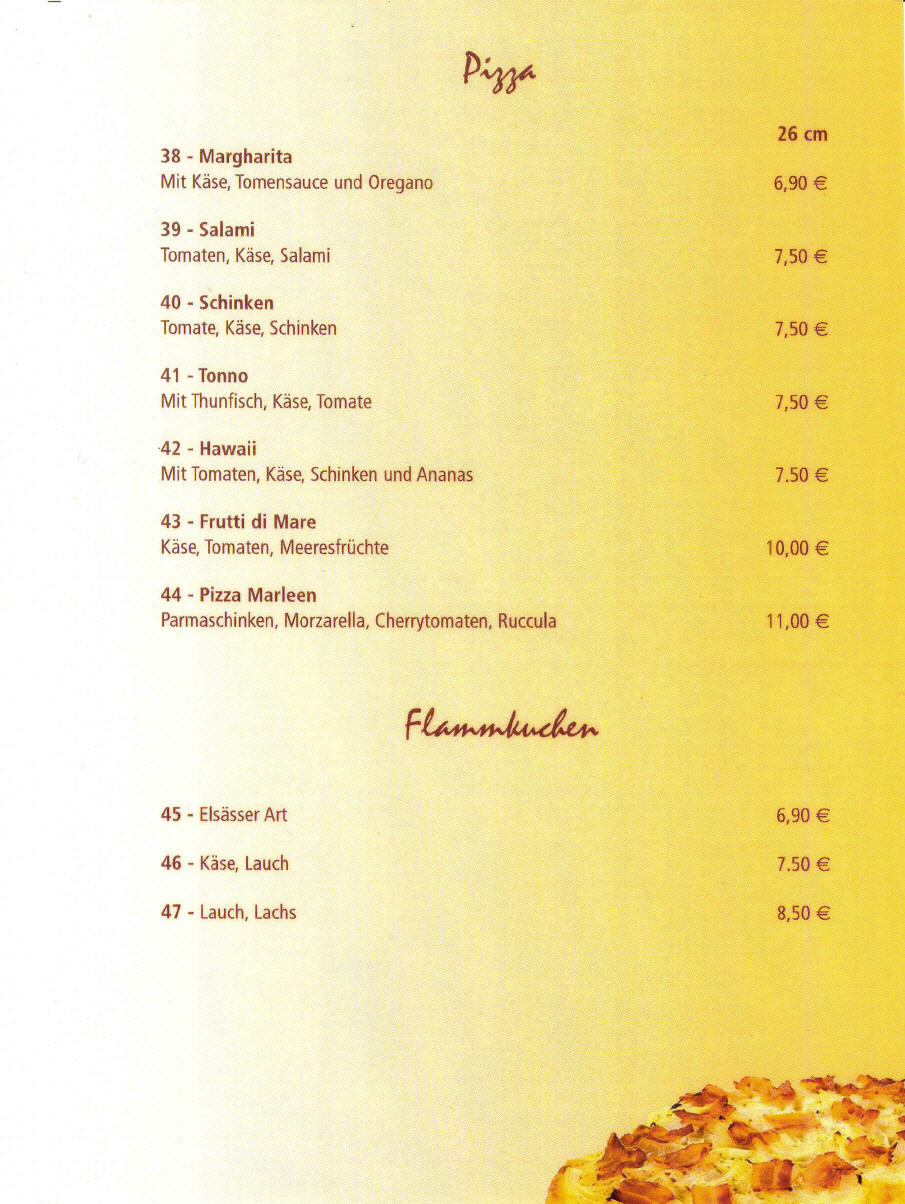 Pizza
26 cm
38 - Margharita
Mit Käse, Tomensauce und Oregano 6,90 €
39 - Salami
Tomaten, Käse, Salami 7,50 €
40 - Schinken
Tomate, Käse, Schinken 7,50 €
41 - Tonno
Mit Thunfisch, Käse, Tomate 7,50 €
42 - Hawaii
Mit Tomaten, Käse, Schinken und Ananas 7.50 €
43 - Frutti di Mare
Käse, Tomaten, Meeresfrüchte 10,00 €
44 - Pizza Marleen
Parmaschinken, Morzarella, Cherrytomaten, Ruccula 11,00 €
Flammkuchen
45 - Elsässer Art 6,90 €
46 - Käse, Lauch 7.50 €
47 - Lauch, Lachs 8,50 €